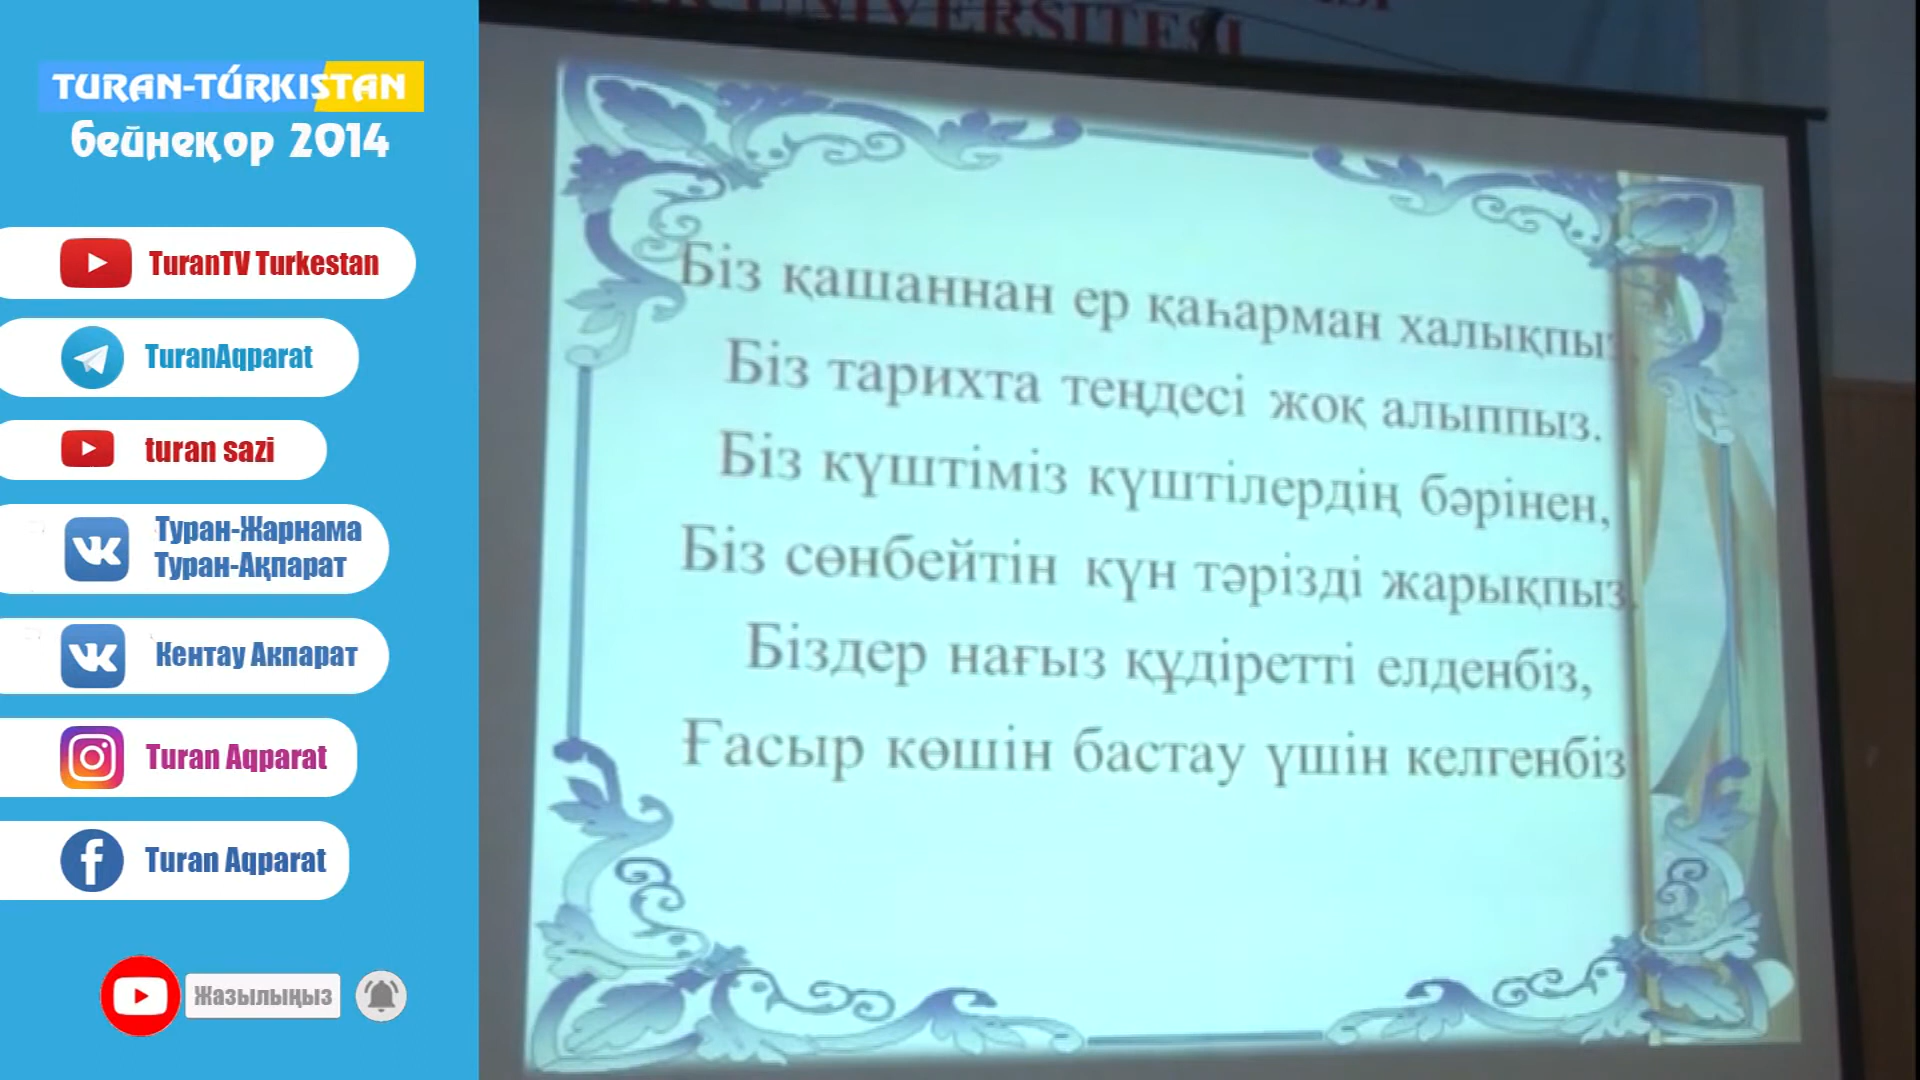 TURAN-TÚRKISTAN
бейнеқор 2014
TuranTV Turkestan
TuranAqparat
turan sazi
Туран-Жарнама
Туран-Ақпарат
Кентау Акпарат
Turan Aqparat
Turan Aqparat
Жазылыңыз
UNIVERSITESI
Біз қашаннан ер қаһарман халықпыз.
Біз тарихта теңдесі жоқ алыппыз.
Біз күштіміз күштілердің бәрінен,
Біз сөнбейтін күн тәрізді жарықпыз.
Біздер нағыз құдіретті елденбіз,
Ғасыр көшін бастау үшін келгенбіз